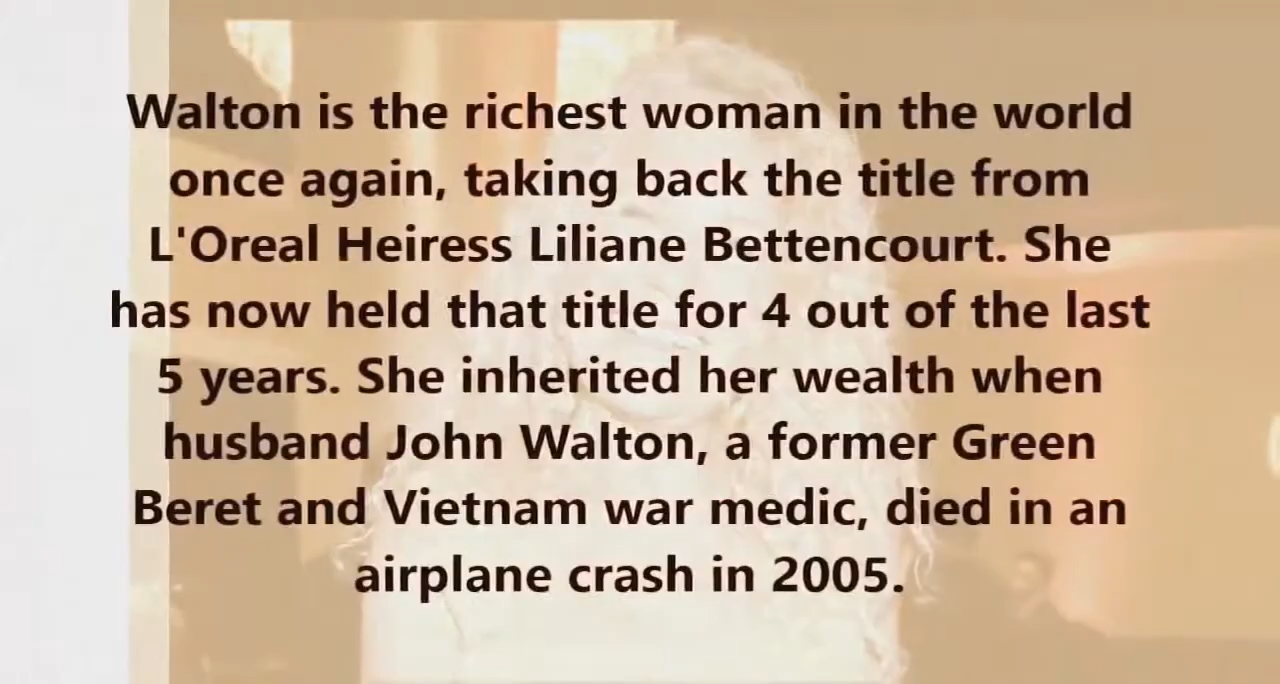 Walton is the richest woman in the world
once again, taking back the title from
L'Oreal Heiress Liliane Bettencourt. She
has now held that title for 4 out of the last
5 years. She inherited her wealth when
husband John Walton, a former Green
Beret and Vietnam war medic, died in an
airplane crash in 2005.